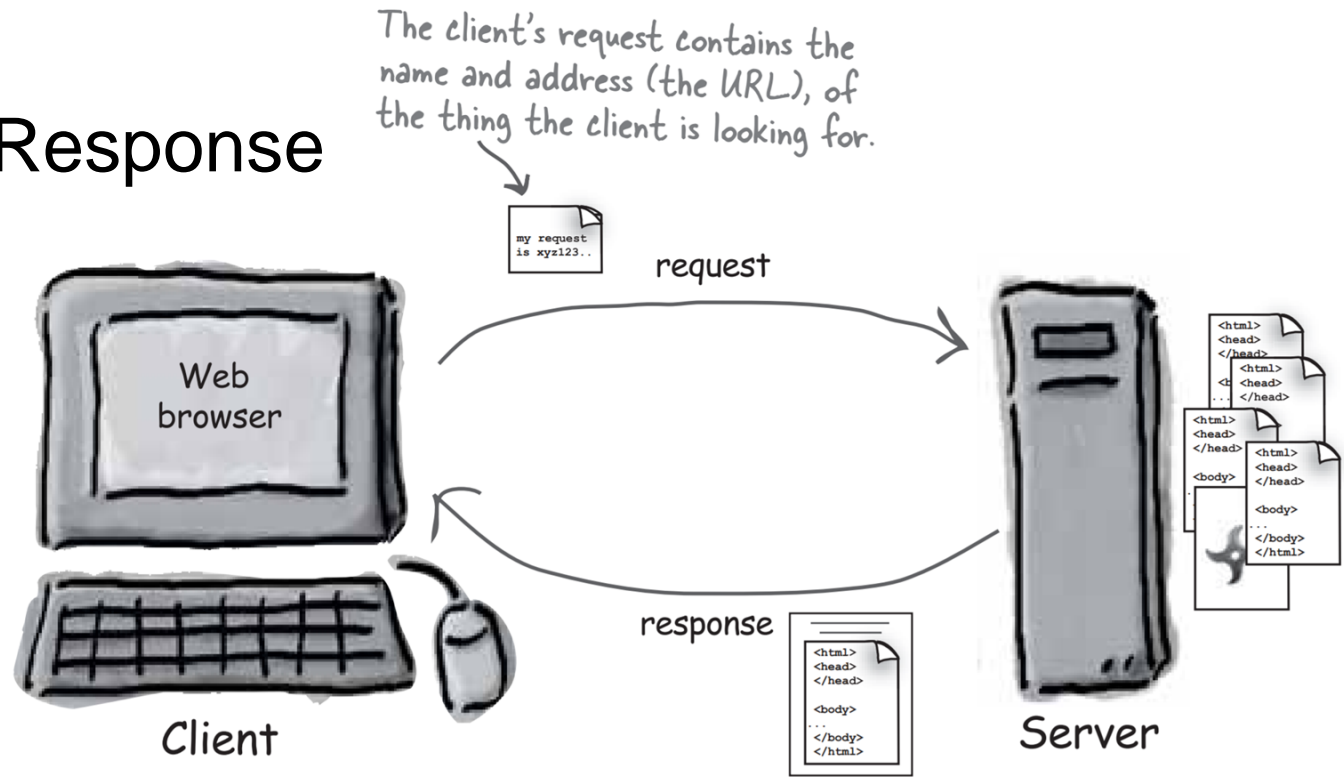 The client's request contains the
name and address (the URL), of
the thing the client is looking for.
Response
my request
is xyz123..
request
Web
browser
<html>
<head>
</head>
...
<html>
<head>
</head>
<html>
<head>
</head>
<body>
<html>
<head>
</head>
<body>
...
</body>
</html>
response
<html>
<head>
</head>
<body>
...
</body>
</html>
Client
Server